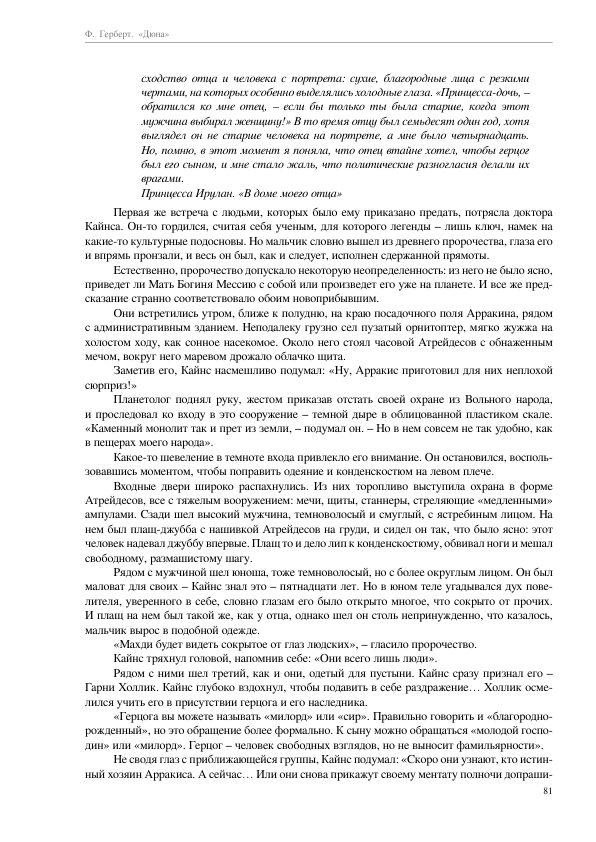 Ф. Герберт. «Дюна»
сходство отца и человека с портрета: сухие, благородные лица с резкими
чертами, на которых особенно выделялись холодные глаза. «Принцесса-дочь, –
обратился ко мне отец, – если бы только ты была старше, когда этот
мужчина выбирал женщину!» В то время отцу был семьдесят один год, хотя
выглядел он не старше человека на портрете, а мне было четырнадцать.
Но, помню, в этот момент я поняла, что отец втайне хотел, чтобы герцог
был его сыном, и мне стало жаль, что политические разногласия делали их
врагами.
Принцесса Ирулан. «В доме моего отца»
Первая же встреча с людьми, которых было ему приказано предать, потрясла доктора
Кайнса. Он-то гордился, считая себя ученым, для которого легенды – лишь ключ, намек на
какие-то культурные подосновы. Но мальчик словно вышел из древнего пророчества, глаза его
и впрямь пронзали, и весь он был, как и следует, исполнен сдержанной прямоты.
Естественно, пророчество допускало некоторую неопределенность: из него не было ясно,
приведет ли Мать Богиня Мессию с собой или произведет его уже на планете. И все же пред-
сказание странно соответствовало обоим новоприбывшим.
Они встретились утром, ближе к полудню, на краю посадочного поля Арракина, рядом
с административным зданием. Неподалеку грузно сел пузатый орнитоптер, мягко жужжа на
холостом ходу, как сонное насекомое. Около него стоял часовой Атрейдесов с обнаженным
мечом, вокруг него маревом дрожало облачко щита.
Заметив его, Кайнс насмешливо подумал: «Ну, Арракис приготовил для них неплохой
сюрприз!»
Планетолог поднял руку, жестом приказав отстать своей охране из Вольного народа,
и проследовал ко входу в это сооружение – темной дыре в облицованной пластиком скале.
«Каменный монолит так и прет из земли, – подумал он. – Но в нем совсем не так удобно, как
в пещерах моего народа».
Какое-то шевеление в темноте входа привлекло его внимание. Он остановился, восполь-
зовавшись моментом, чтобы поправить одеяние и конденскостюм на левом плече.
Входные двери широко распахнулись. Из них торопливо выступила охрана в форме
Атрейдесов, все с тяжелым вооружением: мечи, щиты, станнеры, стреляющие «медленными»
ампулами. Сзади шел высокий мужчина, темноволосый и смуглый, с ястребиным лицом. На
нем был плащ-джубба с нашивкой Атрейдесов на груди, и сидел он так, что было ясно: этот
человек надевал джуббу впервые. Плащ то и дело лип к конденскостюму, обвивал ноги и мешал
свободному, размашистому шагу.
Рядом с мужчиной шел юноша, тоже темноволосый, но с более округлым лицом. Он был
маловат для своих – Кайнс знал это – пятнадцати лет. Но в юном теле угадывался дух пове-
лителя, уверенного в себе, словно глазам его было открыто многое, что сокрыто от прочих.
И плащ на нем был такой же, как у отца, однако шел он столь непринужденно, что казалось,
мальчик вырос в подобной одежде.
«Махди будет видеть сокрытое от глаз людских», – гласило пророчество.
Кайнс тряхнул головой, напомнив себе: «Они всего лишь люди».
Рядом с ними шел третий, как и они, одетый для пустыни. Кайнс сразу признал его –
Гарни Холлик. Кайнс глубоко вздохнул, чтобы подавить в себе раздражение… Холлик осме-
лился учить его в присутствии герцога и его наследника.
«Герцога вы можете называть «милорд» или «сир». Правильно говорить и «благородно-
рожденный», но это обращение более формально. К сыну можно обращаться «молодой госпо-
дин» или «милорд». Герцог – человек свободных взглядов, но не выносит фамильярности».
Не сводя глаз с приближающейся группы, Кайнс подумал: «Скоро они узнают, кто истин-
ный хозяин Арракиса. А сейчас… Или они снова прикажут своему ментату полночи допраши-
81